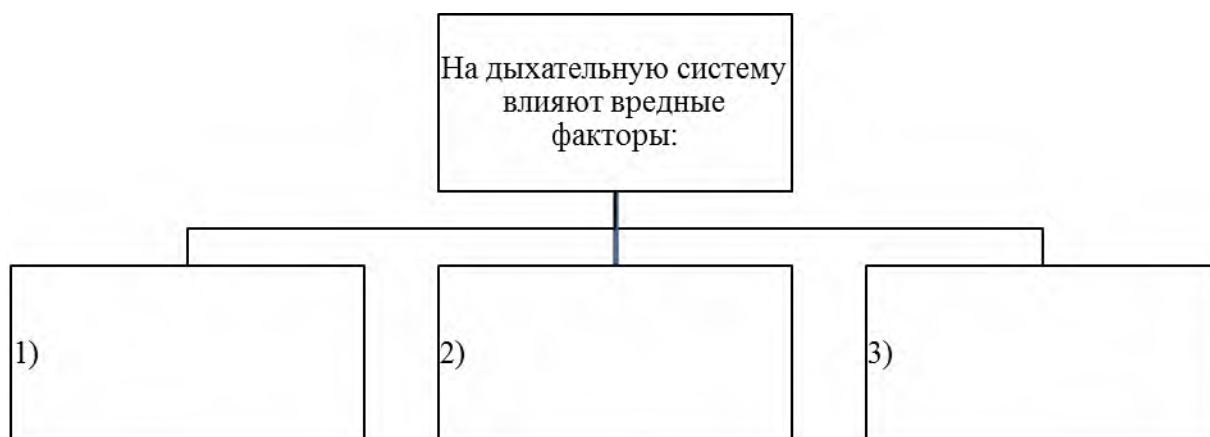 На дыхательную систему
влияют вредные
факторы:
1)
2)
3)